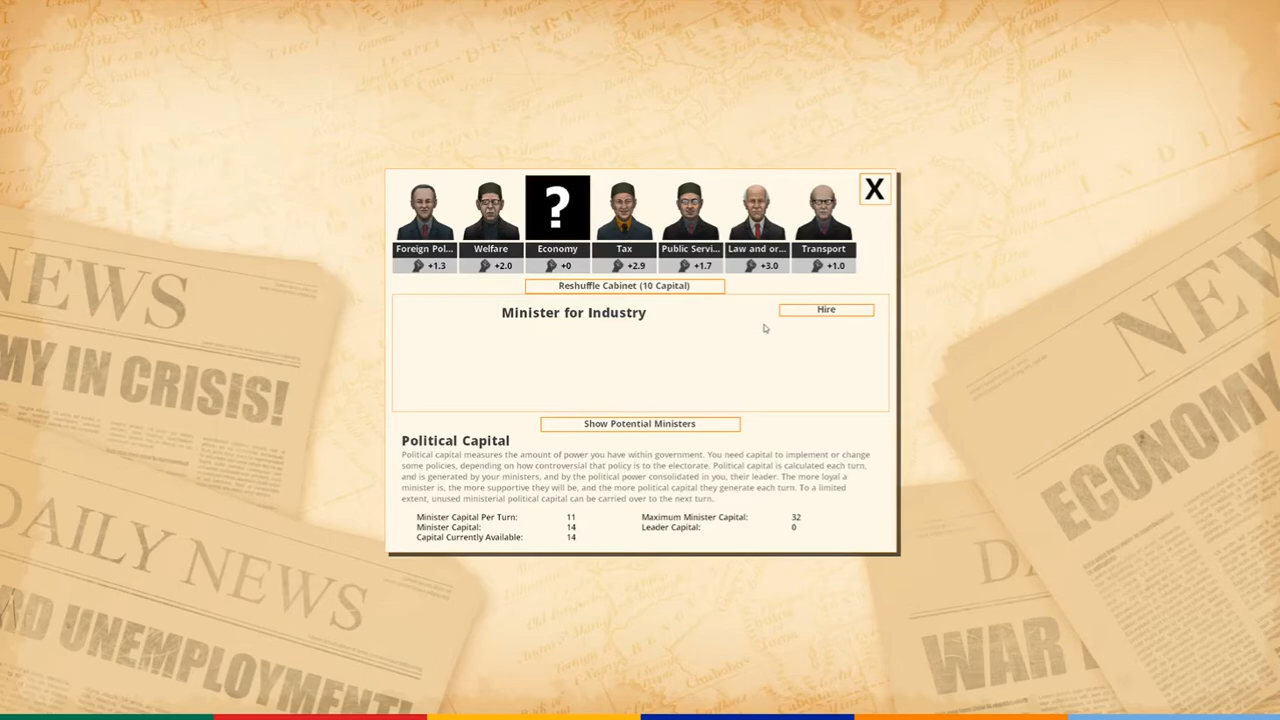 ?
X
Foreign Pol...
Welfare
Economy
Tax
Public Servi...
Law and or...
Transport
+1.3
+2.0
+0
+2.9
+1.7
+3.0
+1.0
Reshuffle Cabinet (10 Capital)
Minister for Industry
Hire
Show Potential Ministers
Political Capital
Political capital measures the amount of power you have within government. You need capital to implement or change
some policies, depending on how controversial that policy is to the electorate. Political capital is calculated each turn,
and is generated by your ministers, and by the political power consolidated in you, their leader. The more loyal a
minister is, the more supportive they will be, and the more political capital they generate each turn. To a limited
extent, unused ministerial political capital can be carried over to the next turn.
Minister Capital Per Turn: 11
Minister Capital: 14
Capital Currently Available: 14
Maximum Minister Capital: 32
Leader Capital: 0
NEWS
MY IN CRISIS!
DAILY NEWS
RD UNEMPLOYMENT!
NEW
ECONOMY
DA
WAR